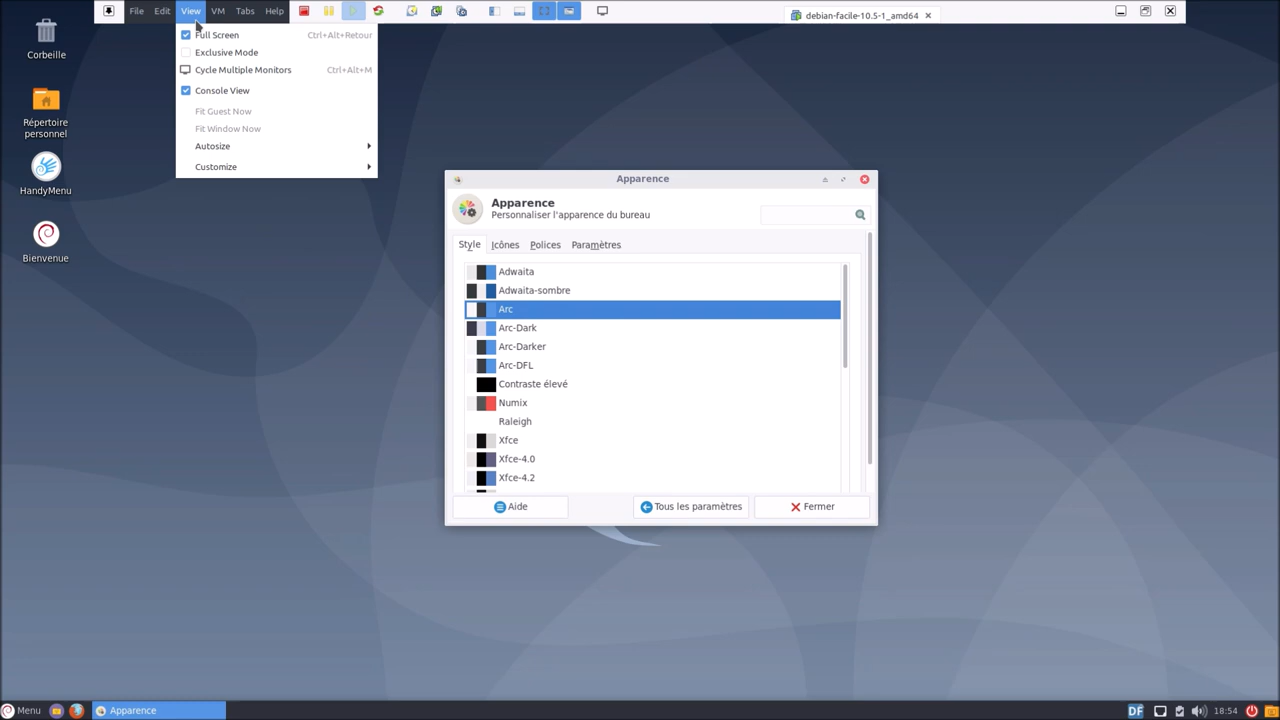 File Edit View VM Tabs Help
debian-facile-10.5-1_amd64
Full Screen Ctrl+Alt+Retour
Exclusive Mode
Cycle Multiple Monitors Ctrl+Alt+M
Console View
Fit Guest Now
Fit Window Now
Autosize
Customize
Corbeille
Répertoire
personnel
HandyMenu
Bienvenue
Apparence
Apparence
Personnaliser l'apparence du bureau
Style Icônes Polices Paramètres
Adwaita
Adwaita-sombre
Arc
Arc-Dark
Arc-Darker
Arc-DFL
Contraste élevé
Numix
Raleigh
Xfce
Xfce-4.0
Xfce-4.2
Aide Tous les paramètres Fermer
Menu Apparence DF 18:54